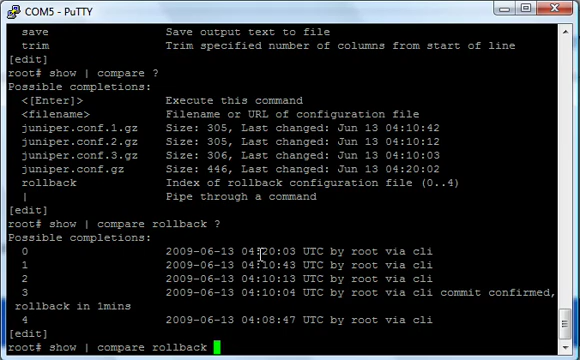 COM5 - PuTTY
save Save output text to file
trim Trim specified number of columns from start of line
[edit]
root# show | compare ?
Possible completions:
<[Enter]> Execute this command
<filename> Filename or URL of configuration file
juniper.conf.1.gz Size: 305, Last changed: Jun 13 04:10:42
juniper.conf.2.gz Size: 305, Last changed: Jun 13 04:10:12
juniper.conf.3.gz Size: 306, Last changed: Jun 13 04:10:03
juniper.conf.gz Size: 446, Last changed: Jun 13 04:20:02
rollback Index of rollback configuration file (0..4)
| Pipe through a command
[edit]
root# show | compare rollback ?
Possible completions:
0 2009-06-13 04:20:03 UTC by root via cli
1 2009-06-13 04:10:43 UTC by root via cli
2 2009-06-13 04:10:13 UTC by root via cli
3 2009-06-13 04:10:04 UTC by root via cli commit confirmed,
rollback in 1mins
4 2009-06-13 04:08:47 UTC by root via cli
[edit]
root# show | compare rollback